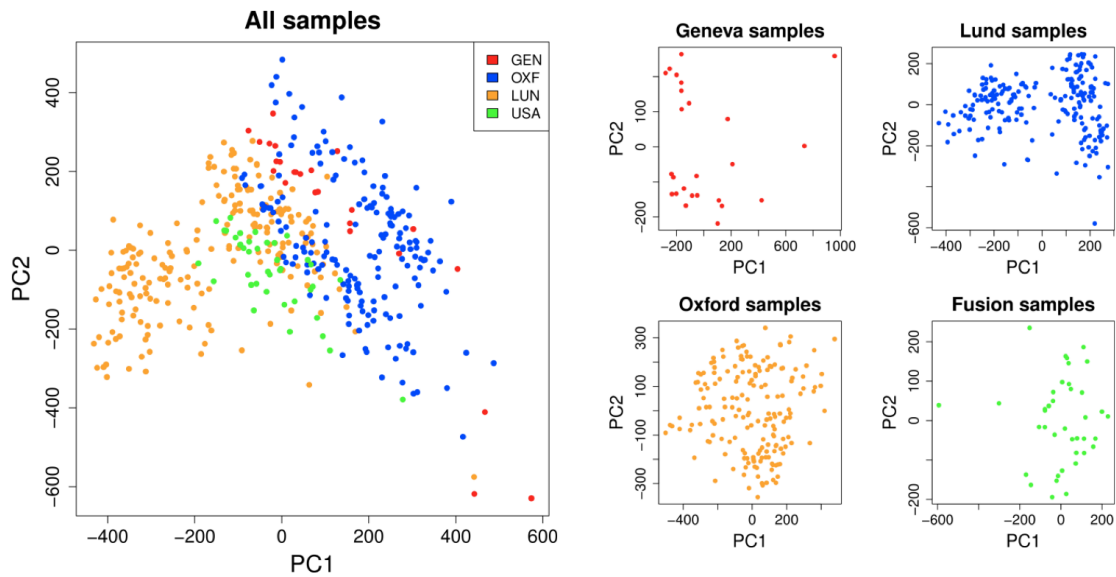 All samples
PC2
400
200
0
−200
−400
−600
GEN
OXF
LUN
USA
−400 −200 0 200 400 600
PC1
Geneva samples
PC2
100
0
−200
−200 200 600 1000
PC1
Lund samples
PC2
200
0
−200
−600
−400 −200 0 200
PC1
Oxford samples
PC2
300
100
−100
−300
−400 0 200
PC1
Fusion samples
PC2
200
100
0
−200
−600 −400 −200 0 200
PC1